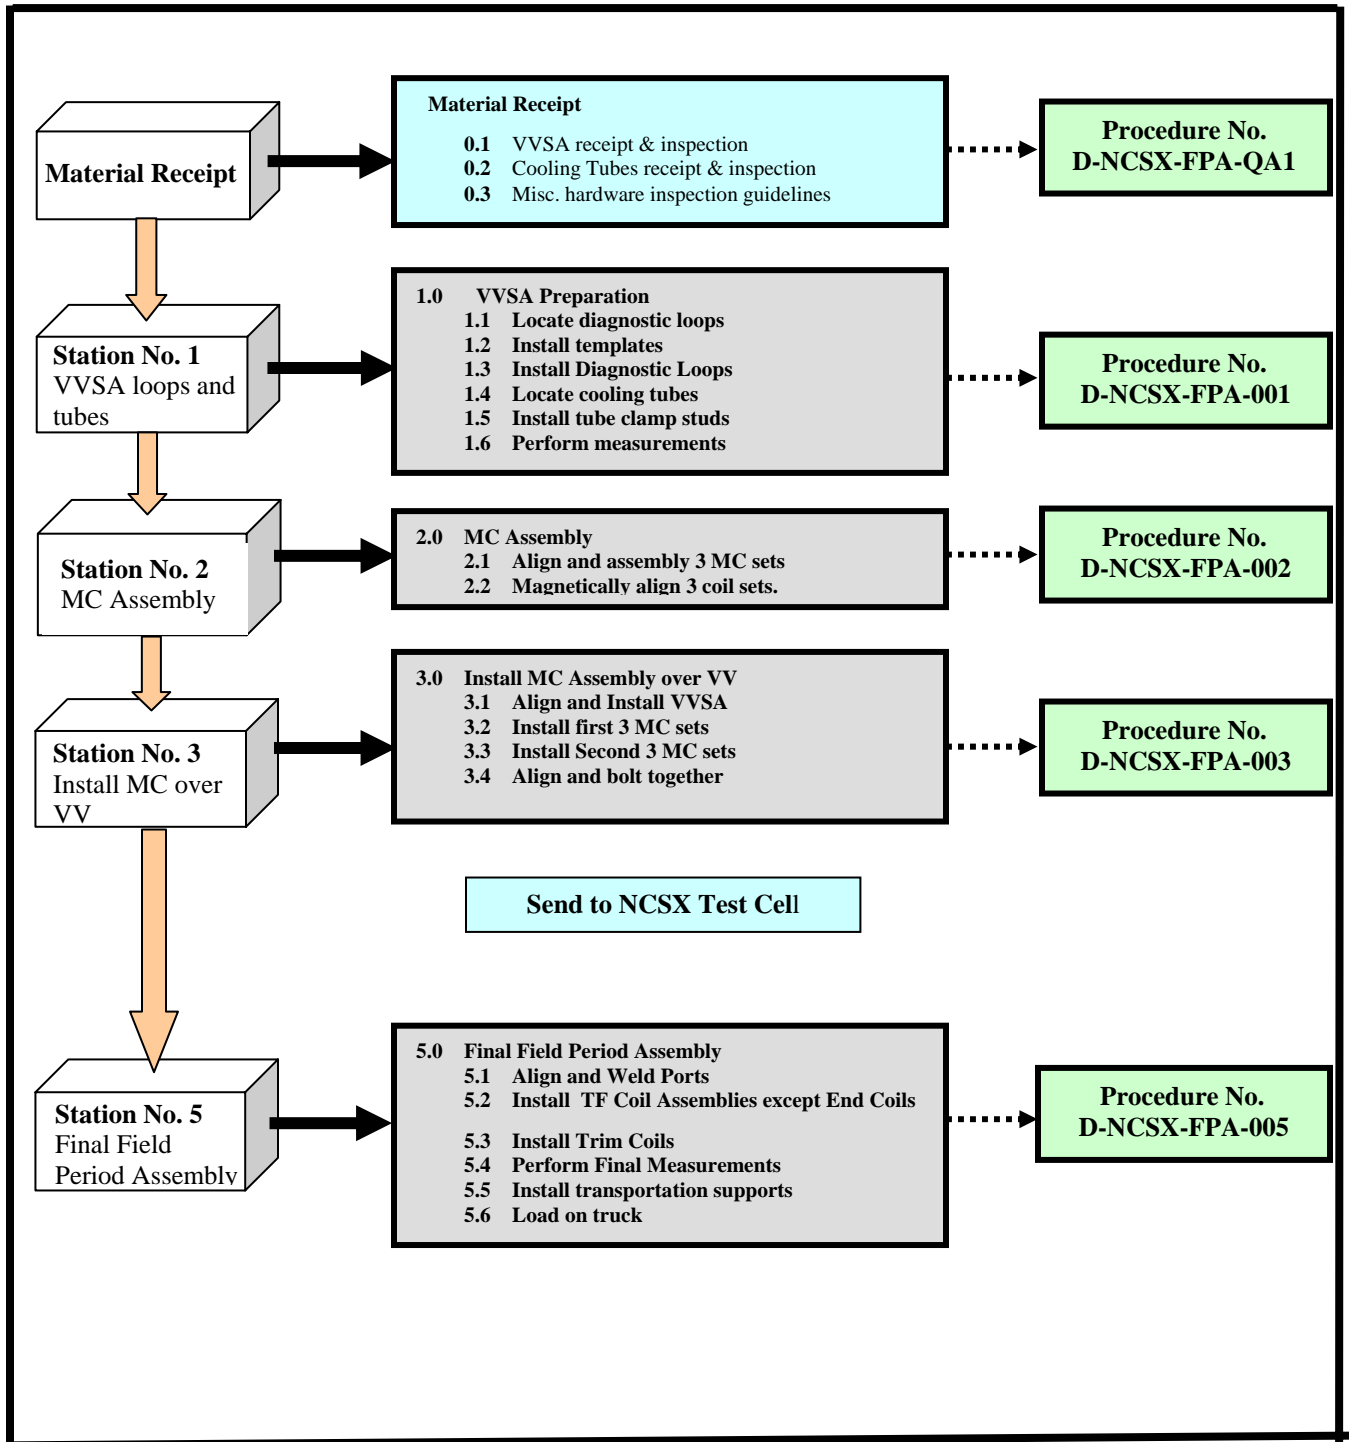 Material Receipt
Material Receipt
0.1 VVSA receipt & inspection
0.2 Cooling Tubes receipt & inspection
0.3 Misc. hardware inspection guidelines
Procedure No.
D-NCSX-FPA-QA1
Station No. 1
VVSA loops and
tubes
1.0 VVSA Preparation
1.1 Locate diagnostic loops
1.2 Install templates
1.3 Install Diagnostic Loops
1.4 Locate cooling tubes
1.5 Install tube clamp studs
1.6 Perform measurements
Procedure No.
D-NCSX-FPA-001
Station No. 2
MC Assembly
2.0 MC Assembly
2.1 Align and assembly 3 MC sets
2.2 Magnetically align 3 coil sets.
Procedure No.
D-NCSX-FPA-002
Station No. 3
Install MC over
VV
3.0 Install MC Assembly over VV
3.1 Align and Install VVSA
3.2 Install first 3 MC sets
3.3 Install Second 3 MC sets
3.4 Align and bolt together
Procedure No.
D-NCSX-FPA-003
Send to NCSX Test Cell
Station No. 5
Final Field
Period Assembly
5.0 Final Field Period Assembly
5.1 Align and Weld Ports
5.2 Install TF Coil Assemblies except End Coils
5.3 Install Trim Coils
5.4 Perform Final Measurements
5.5 Install transportation supports
5.6 Load on truck
Procedure No.
D-NCSX-FPA-005